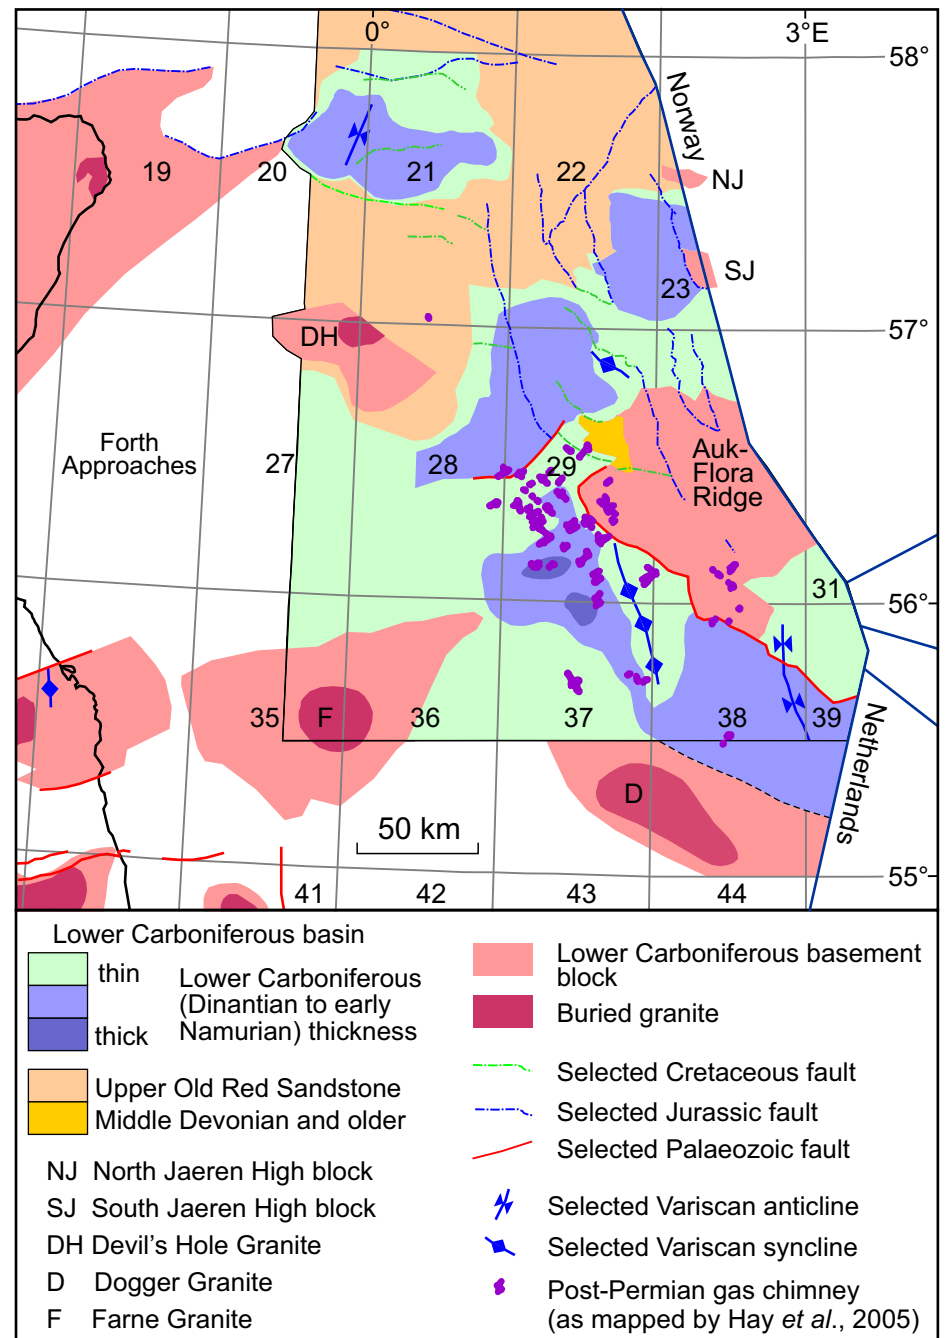 0°
3°E
58°
Norway
19
20
21
22
NJ
SJ
23
57°
DH
Forth
Approaches
27
28
29
Auk-
Flora
Ridge
31
56°
35
F
36
37
38
39
Netherlands
D
50 km
55°
41
42
43
44
Lower Carboniferous basin
thin
thick
Lower Carboniferous
(Dinantian to early
Namurian) thickness
Upper Old Red Sandstone
Middle Devonian and older
NJ North Jaeren High block
SJ South Jaeren High block
DH Devil's Hole Granite
D Dogger Granite
F Farne Granite
Lower Carboniferous basement
block
Buried granite
Selected Cretaceous fault
Selected Jurassic fault
Selected Palaeozoic fault
Selected Variscan anticline
Selected Variscan syncline
Post-Permian gas chimney
(as mapped by Hay et al., 2005)